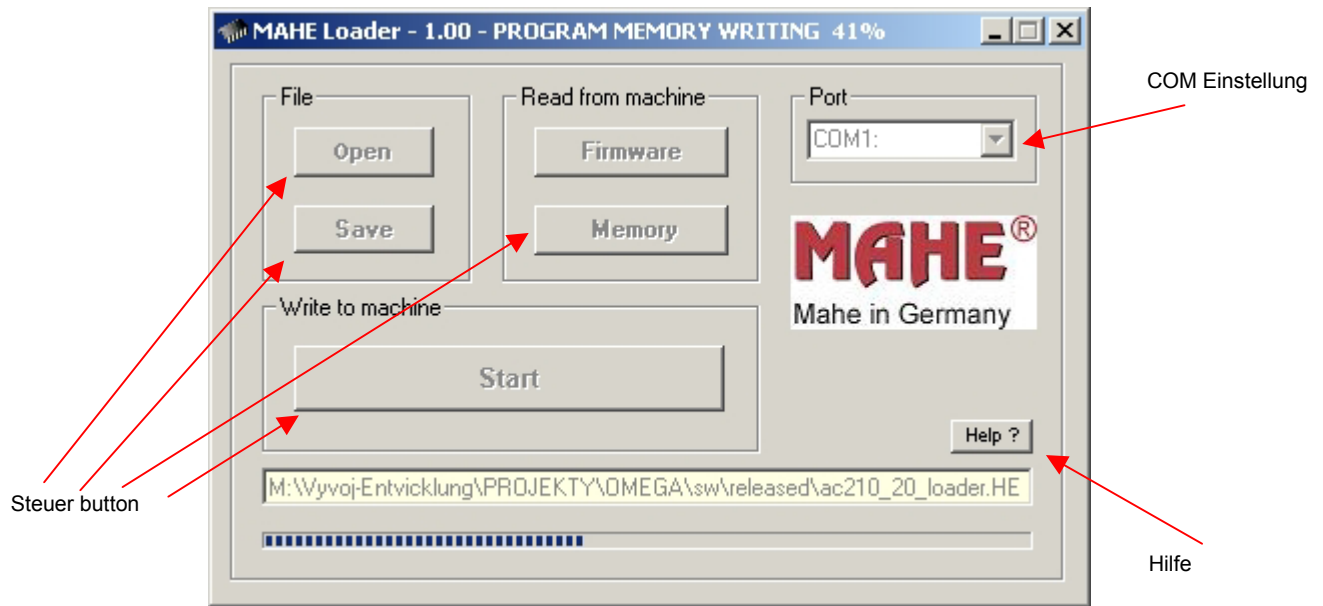 MAHE Loader - 1.00 - PROGRAM MEMORY WRITING 41%
COM Einstellung
File
Read from machine
Port
Open
Firmware
COM1:
Save
Memory
MAHE®
Mahe in Germany
Write to machine
Start
Help ?
M:\Vyvoj-Entvicklung\PROJEKTY\OMEGA\sw\released\ac210_20_loader.HE
Steuer button
Hilfe